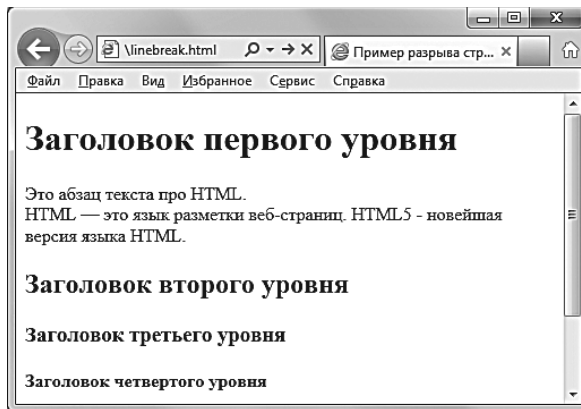 \linebreak.html
Пример разрыва стр...
Файл Правка Вид Избранное Сервис Справка
Заголовок первого уровня
Это абзац текста про HTML.
HTML — это язык разметки веб-страниц. HTML5 - новейшая
версия языка HTML.
Заголовок второго уровня
Заголовок третьего уровня
Заголовок четвертого уровня